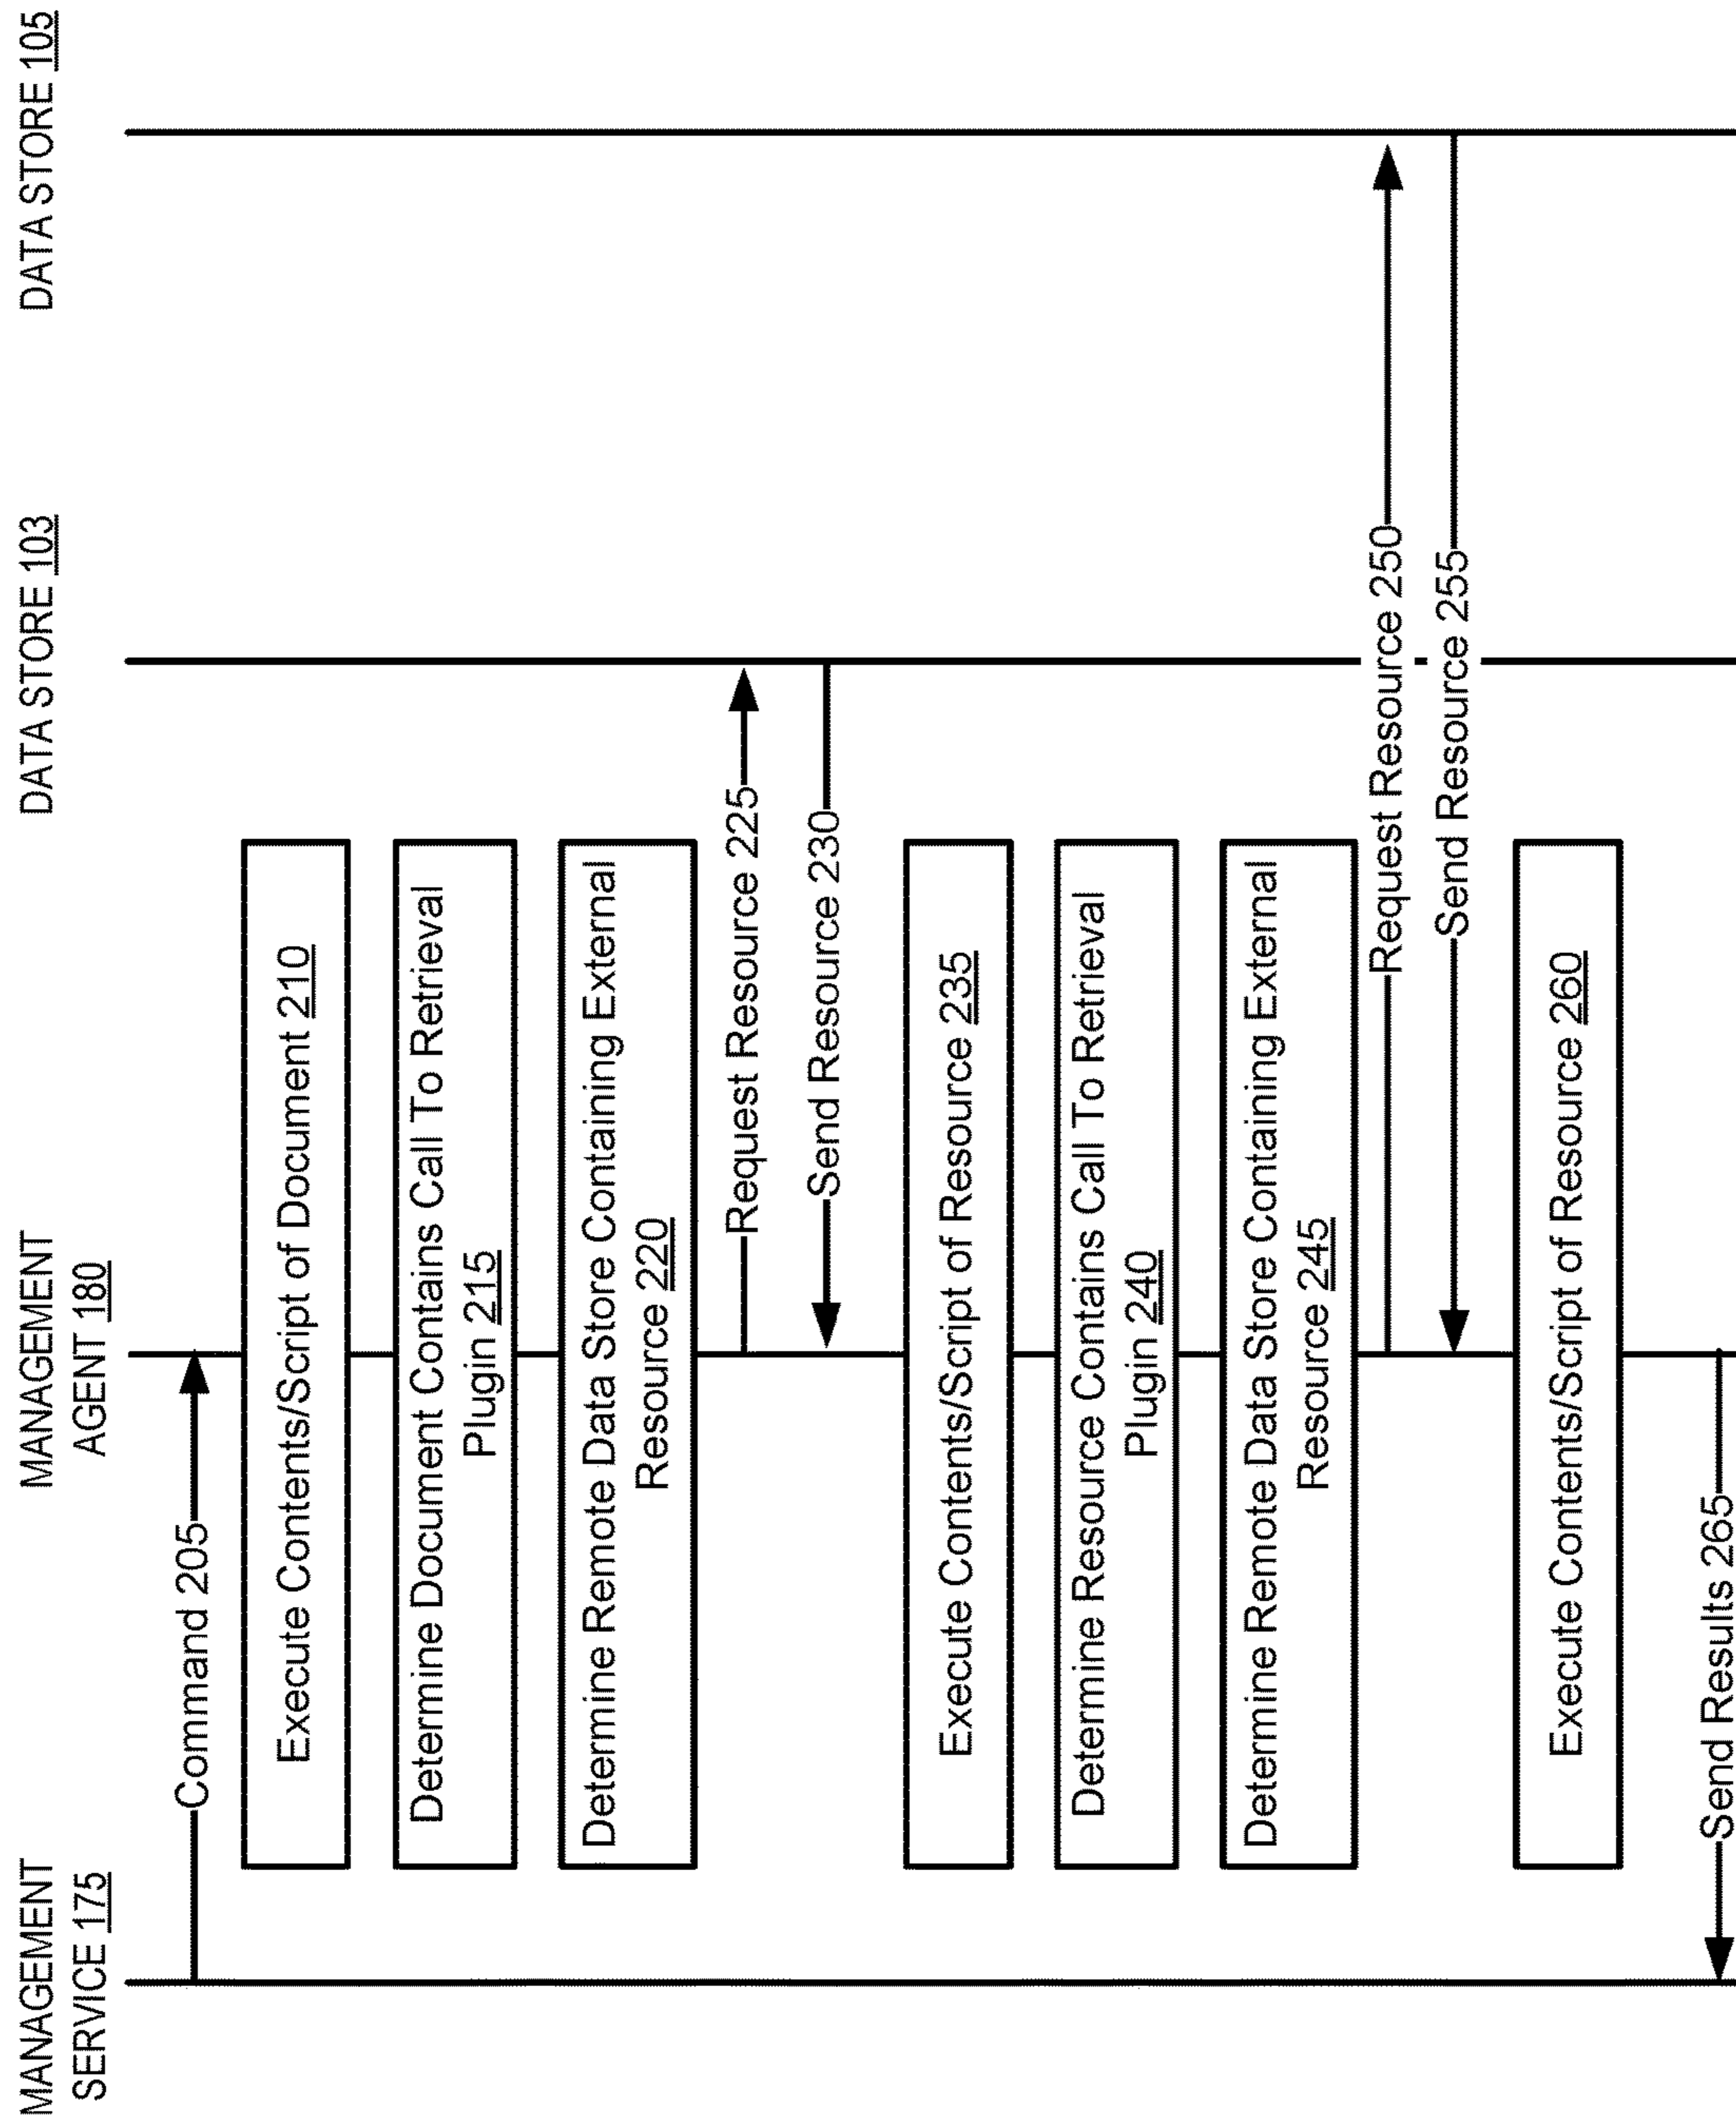 MANAGEMENT
SERVICE 175
MANAGEMENT
AGENT 180
DATA STORE 103
DATA STORE 105
Command 205
Execute Contents/Script of Document 210
Determine Document Contains Call To Retrieval
Plugin 215
Determine Remote Data Store Containing External
Resource 220
Request Resource 225
Send Resource 230
Execute Contents/Script of Resource 235
Determine Resource Contains Call To Retrieval
Plugin 240
Determine Remote Data Store Containing External
Resource 245
Request Resource 250
Send Resource 255
Execute Contents/Script of Resource 260
Send Results 265